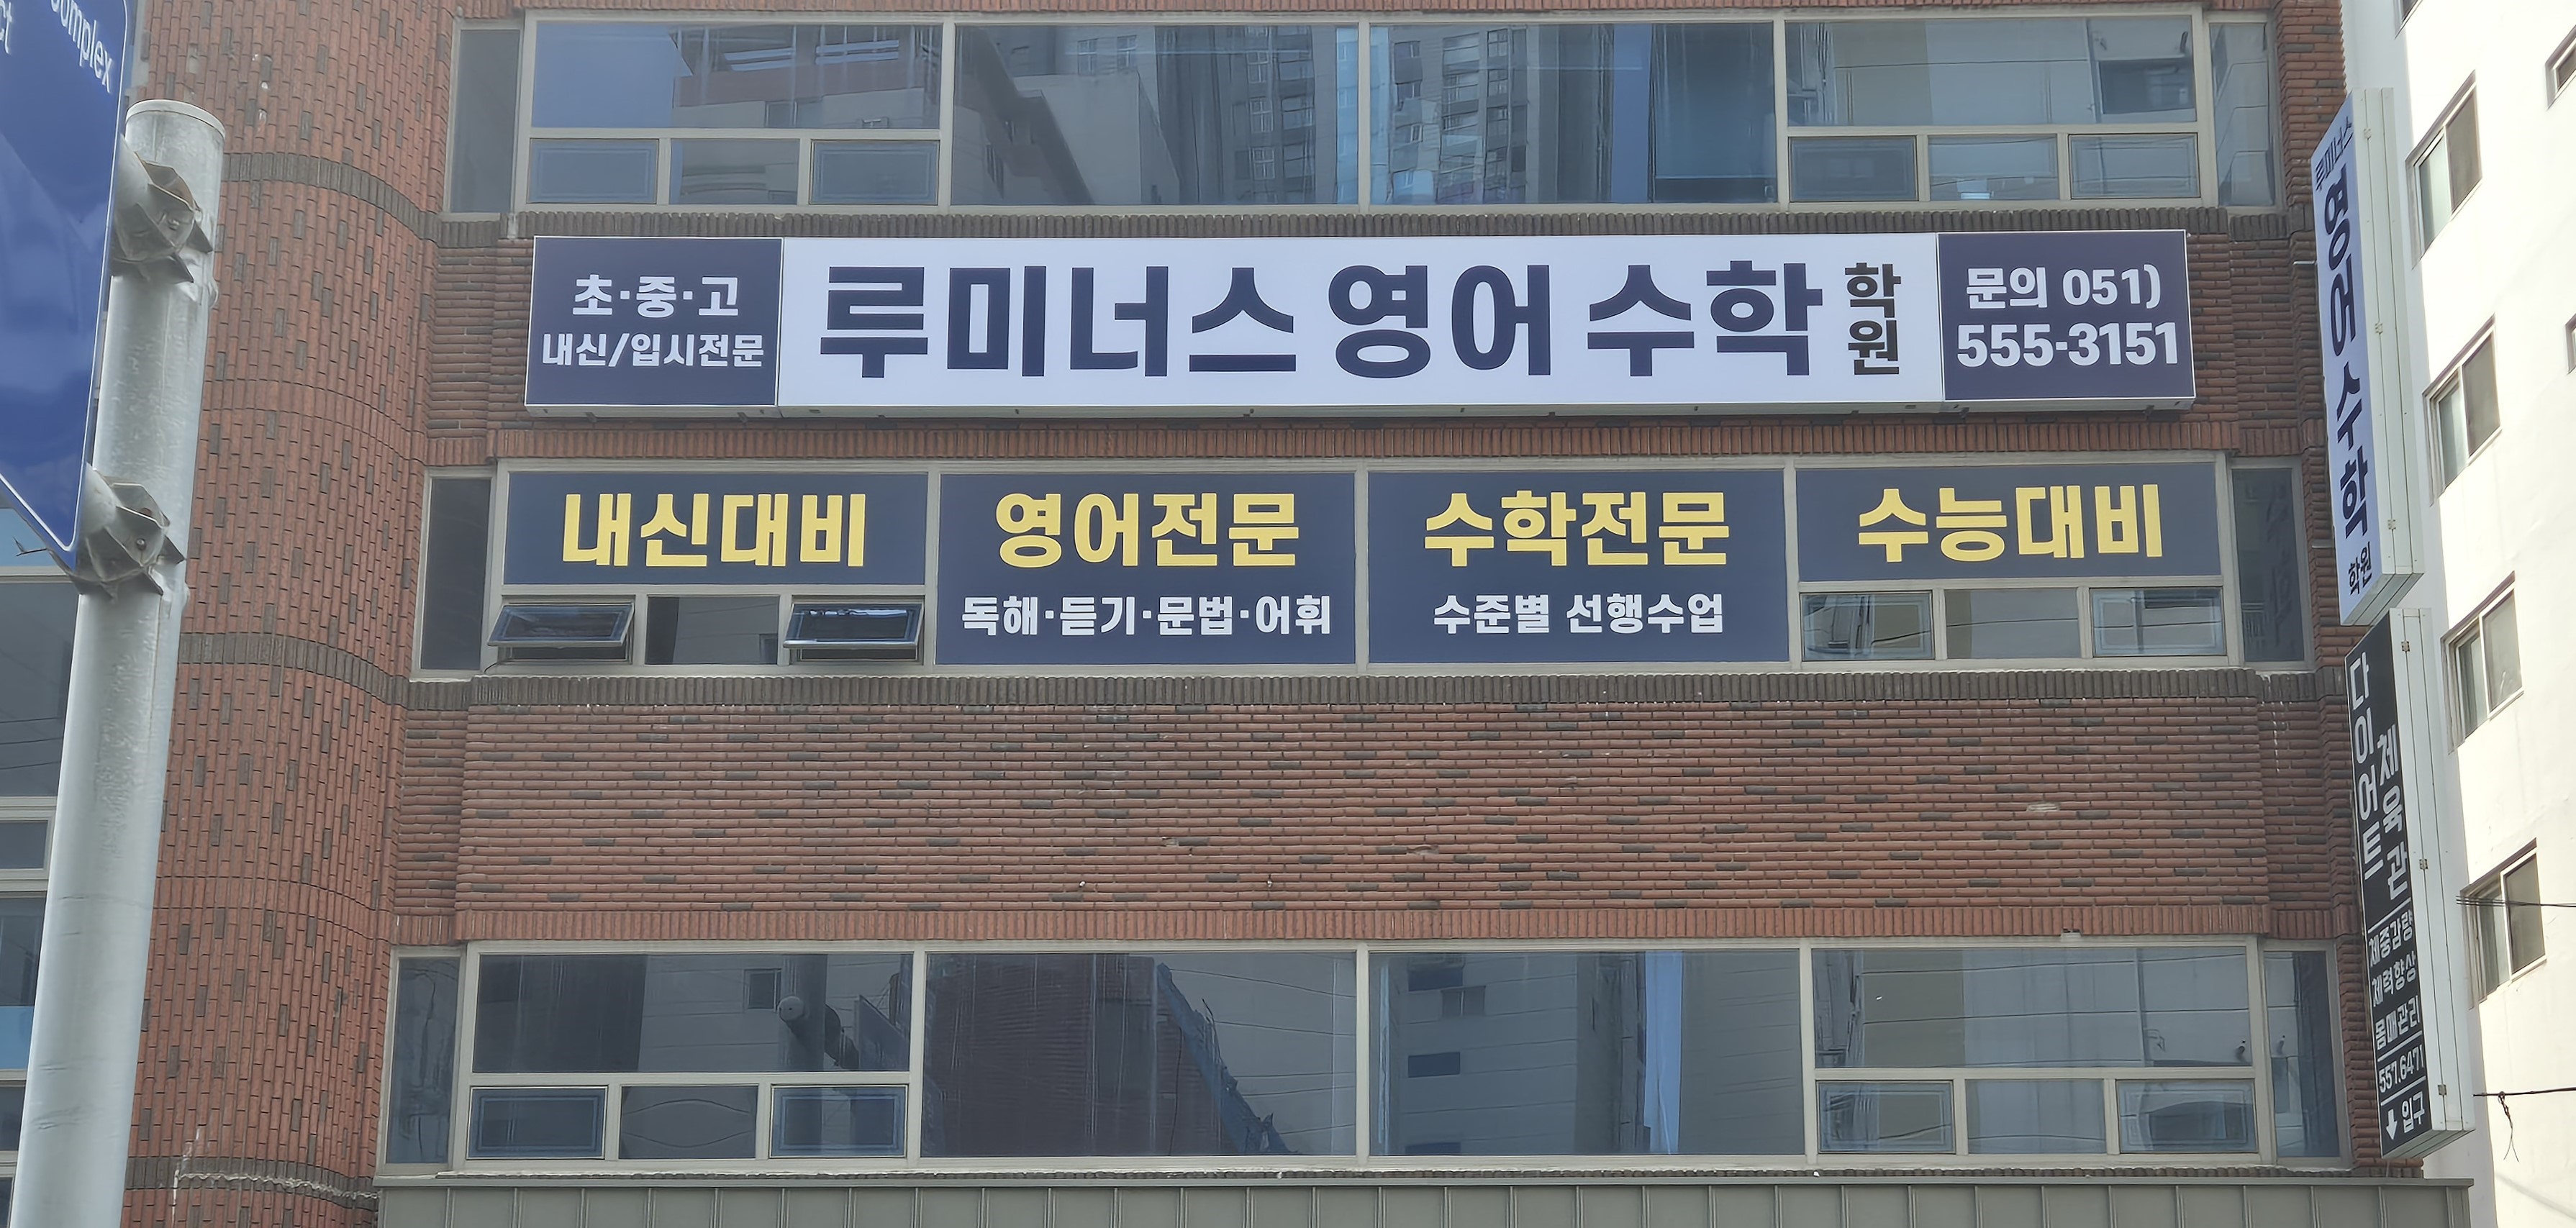 complex
ct
초·중·고
내신/입시전문
루미너스 영어 수학 학원
문의 051)
555-3151
내신대비
영어전문
독해·듣기·문법·어휘
수학전문
수준별 선행수업
수능대비
루미너스
영어 수학
학원
다이어트
체육관
체중감량
체력향상
몸매관리
557.6471
입구